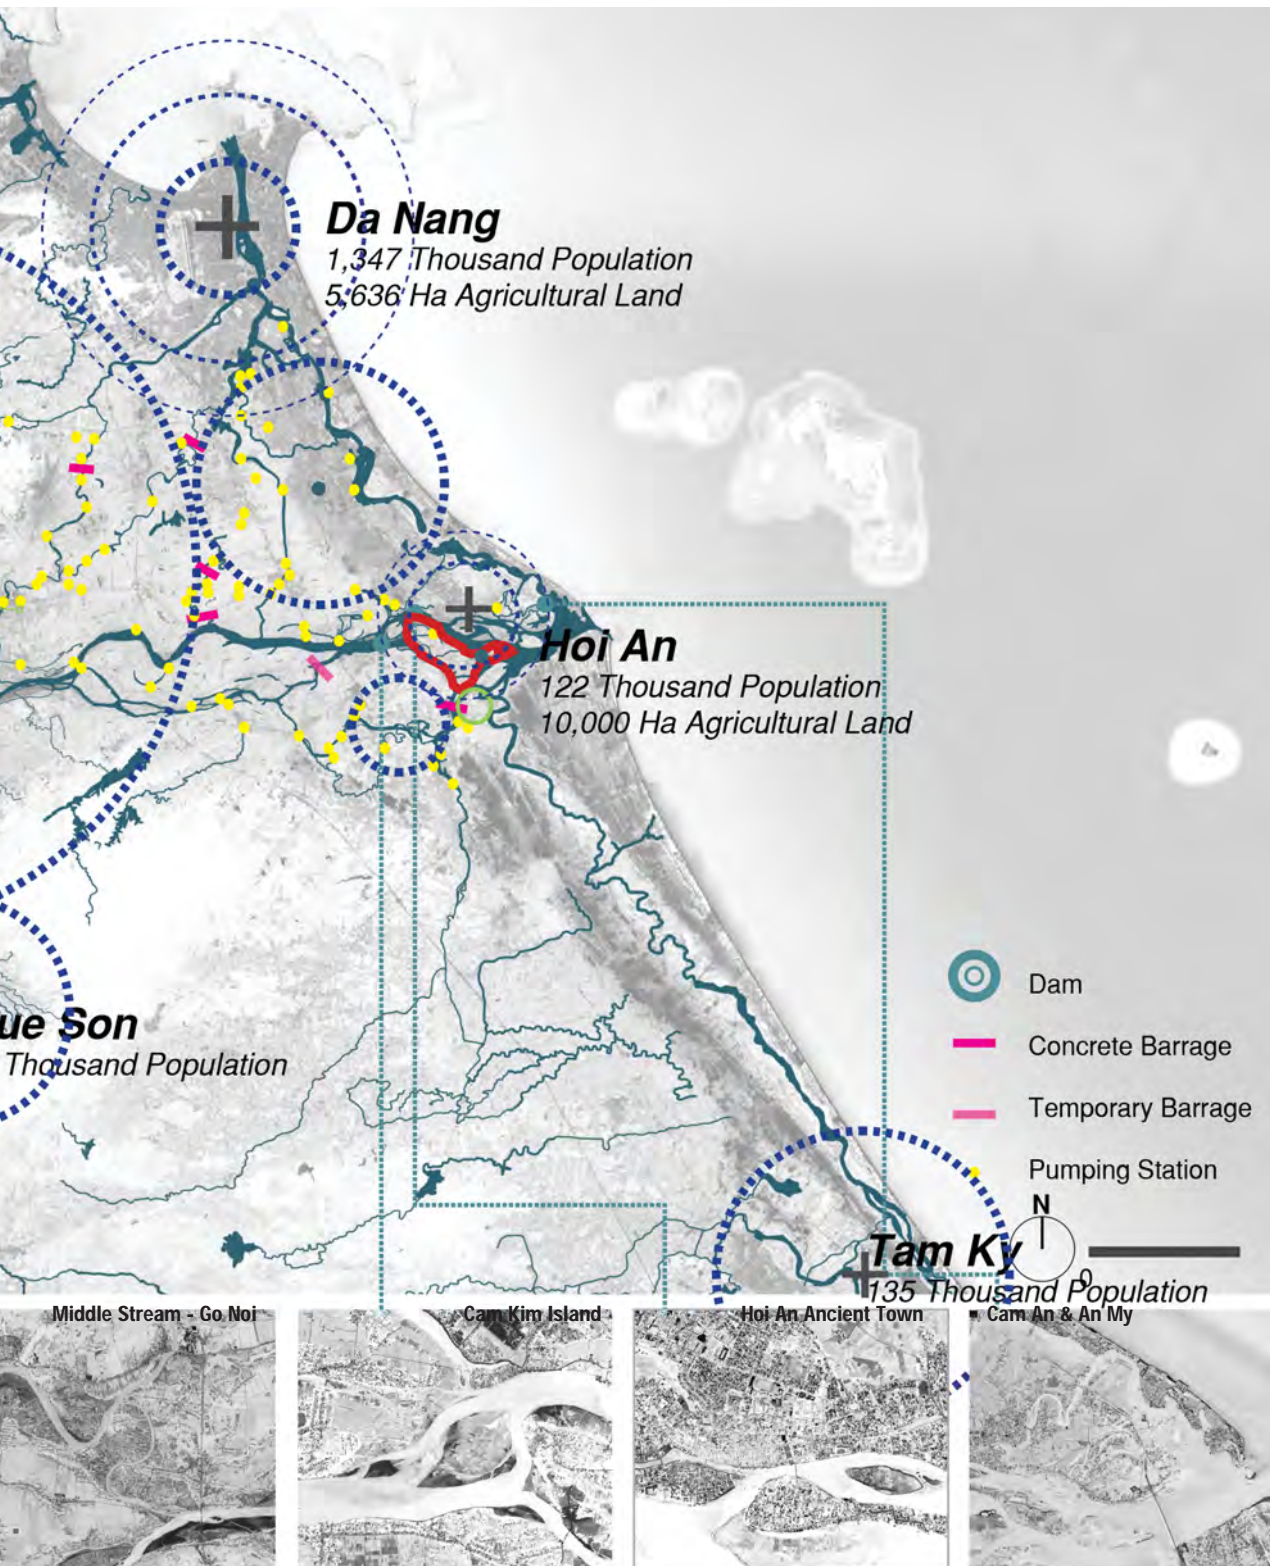 Da Nang
1,347 Thousand Population
5,636 Ha Agricultural Land
Hoi An
122 Thousand Population
10,000 Ha Agricultural Land
ue Son
Thousand Population
Dam
Concrete Barrage
Temporary Barrage
Pumping Station
N
0
Tam Ky
135 Thousand Population
Middle Stream - Go Noi
Cam Kim Island
Hoi An Ancient Town
Cam An & An My